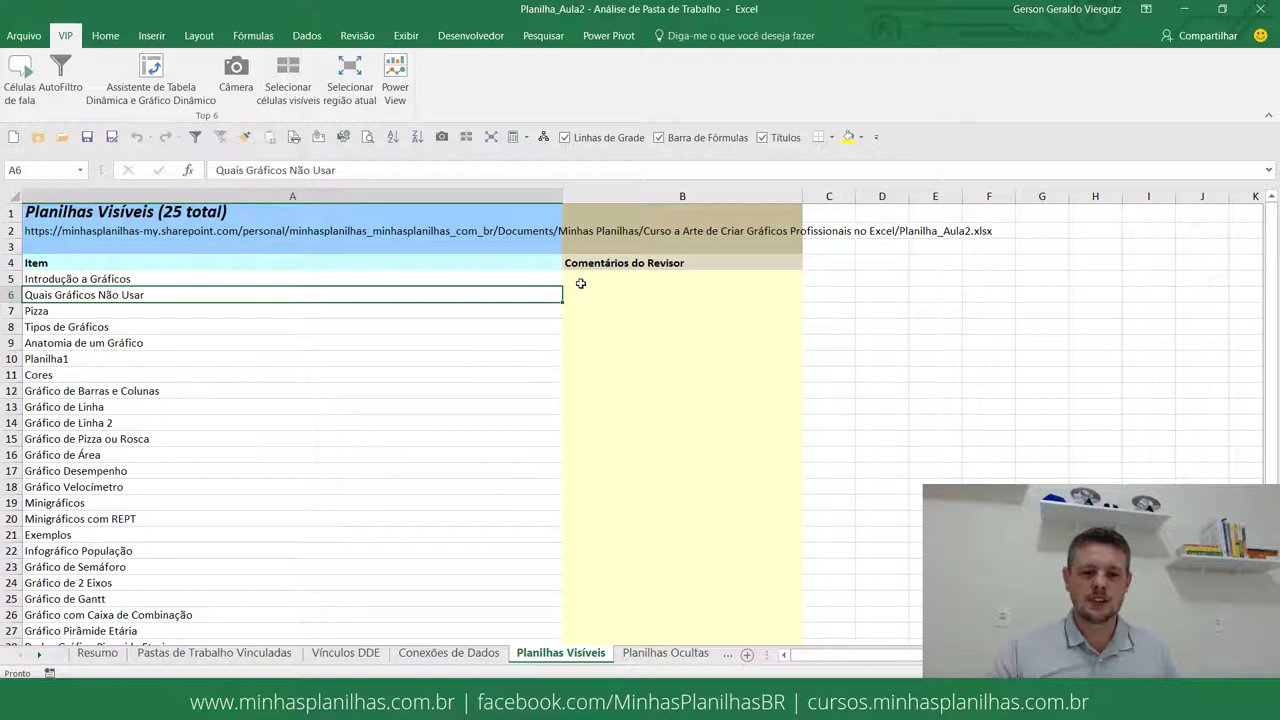 Planilha_Aula2 - Análise de Pasta de Trabalho - Excel
Gerson Geraldo Viergutz
Arquivo VIP Home Inserir Layout Fórmulas Dados Revisão Exibir Desenvolvedor Pesquisar Power Pivot Diga-me o que você deseja fazer Compartilhar
Células de fala
AutoFiltro
Assistente de Tabela Dinâmica e Gráfico Dinâmico
Câmera
Selecionar células visíveis
Selecionar região atual
Power View
Top 6
Linhas de Grade Barra de Fórmulas Títulos
A6 fx Quais Gráficos Não Usar
A B C D E F G H I J K
1 Planilhas Visíveis (25 total)
2 https://minhasplanilhas-my.sharepoint.com/personal/minhasplanilhas_minhasplanilhas_com_br/Documents/Minhas Planilhas/Curso a Arte de Criar Gráficos Profissionais no Excel/Planilha_Aula2.xlsx
3
4 Item Comentários do Revisor
5 Introdução a Gráficos
6 Quais Gráficos Não Usar
7 Pizza
8 Tipos de Gráficos
9 Anatomia de um Gráfico
10 Planilha1
11 Cores
12 Gráfico de Barras e Colunas
13 Gráfico de Linha
14 Gráfico de Linha 2
15 Gráfico de Pizza ou Rosca
16 Gráfico de Área
17 Gráfico Desempenho
18 Gráfico Velocímetro
19 Minigráficos
20 Minigráficos com REPT
21 Exemplos
22 Infográfico População
23 Gráfico de Semáforo
24 Gráfico de 2 Eixos
25 Gráfico de Gantt
26 Gráfico com Caixa de Combinação
27 Gráfico Pirâmide Etária
Resumo Pastas de Trabalho Vinculadas Vínculos DDE Conexões de Dados Planilhas Visíveis Planilhas Ocultas ...
Pronto
www.minhasplanilhas.com.br | facebook.com/MinhasPlanilhasBR | cursos.minhasplanilhas.com.br